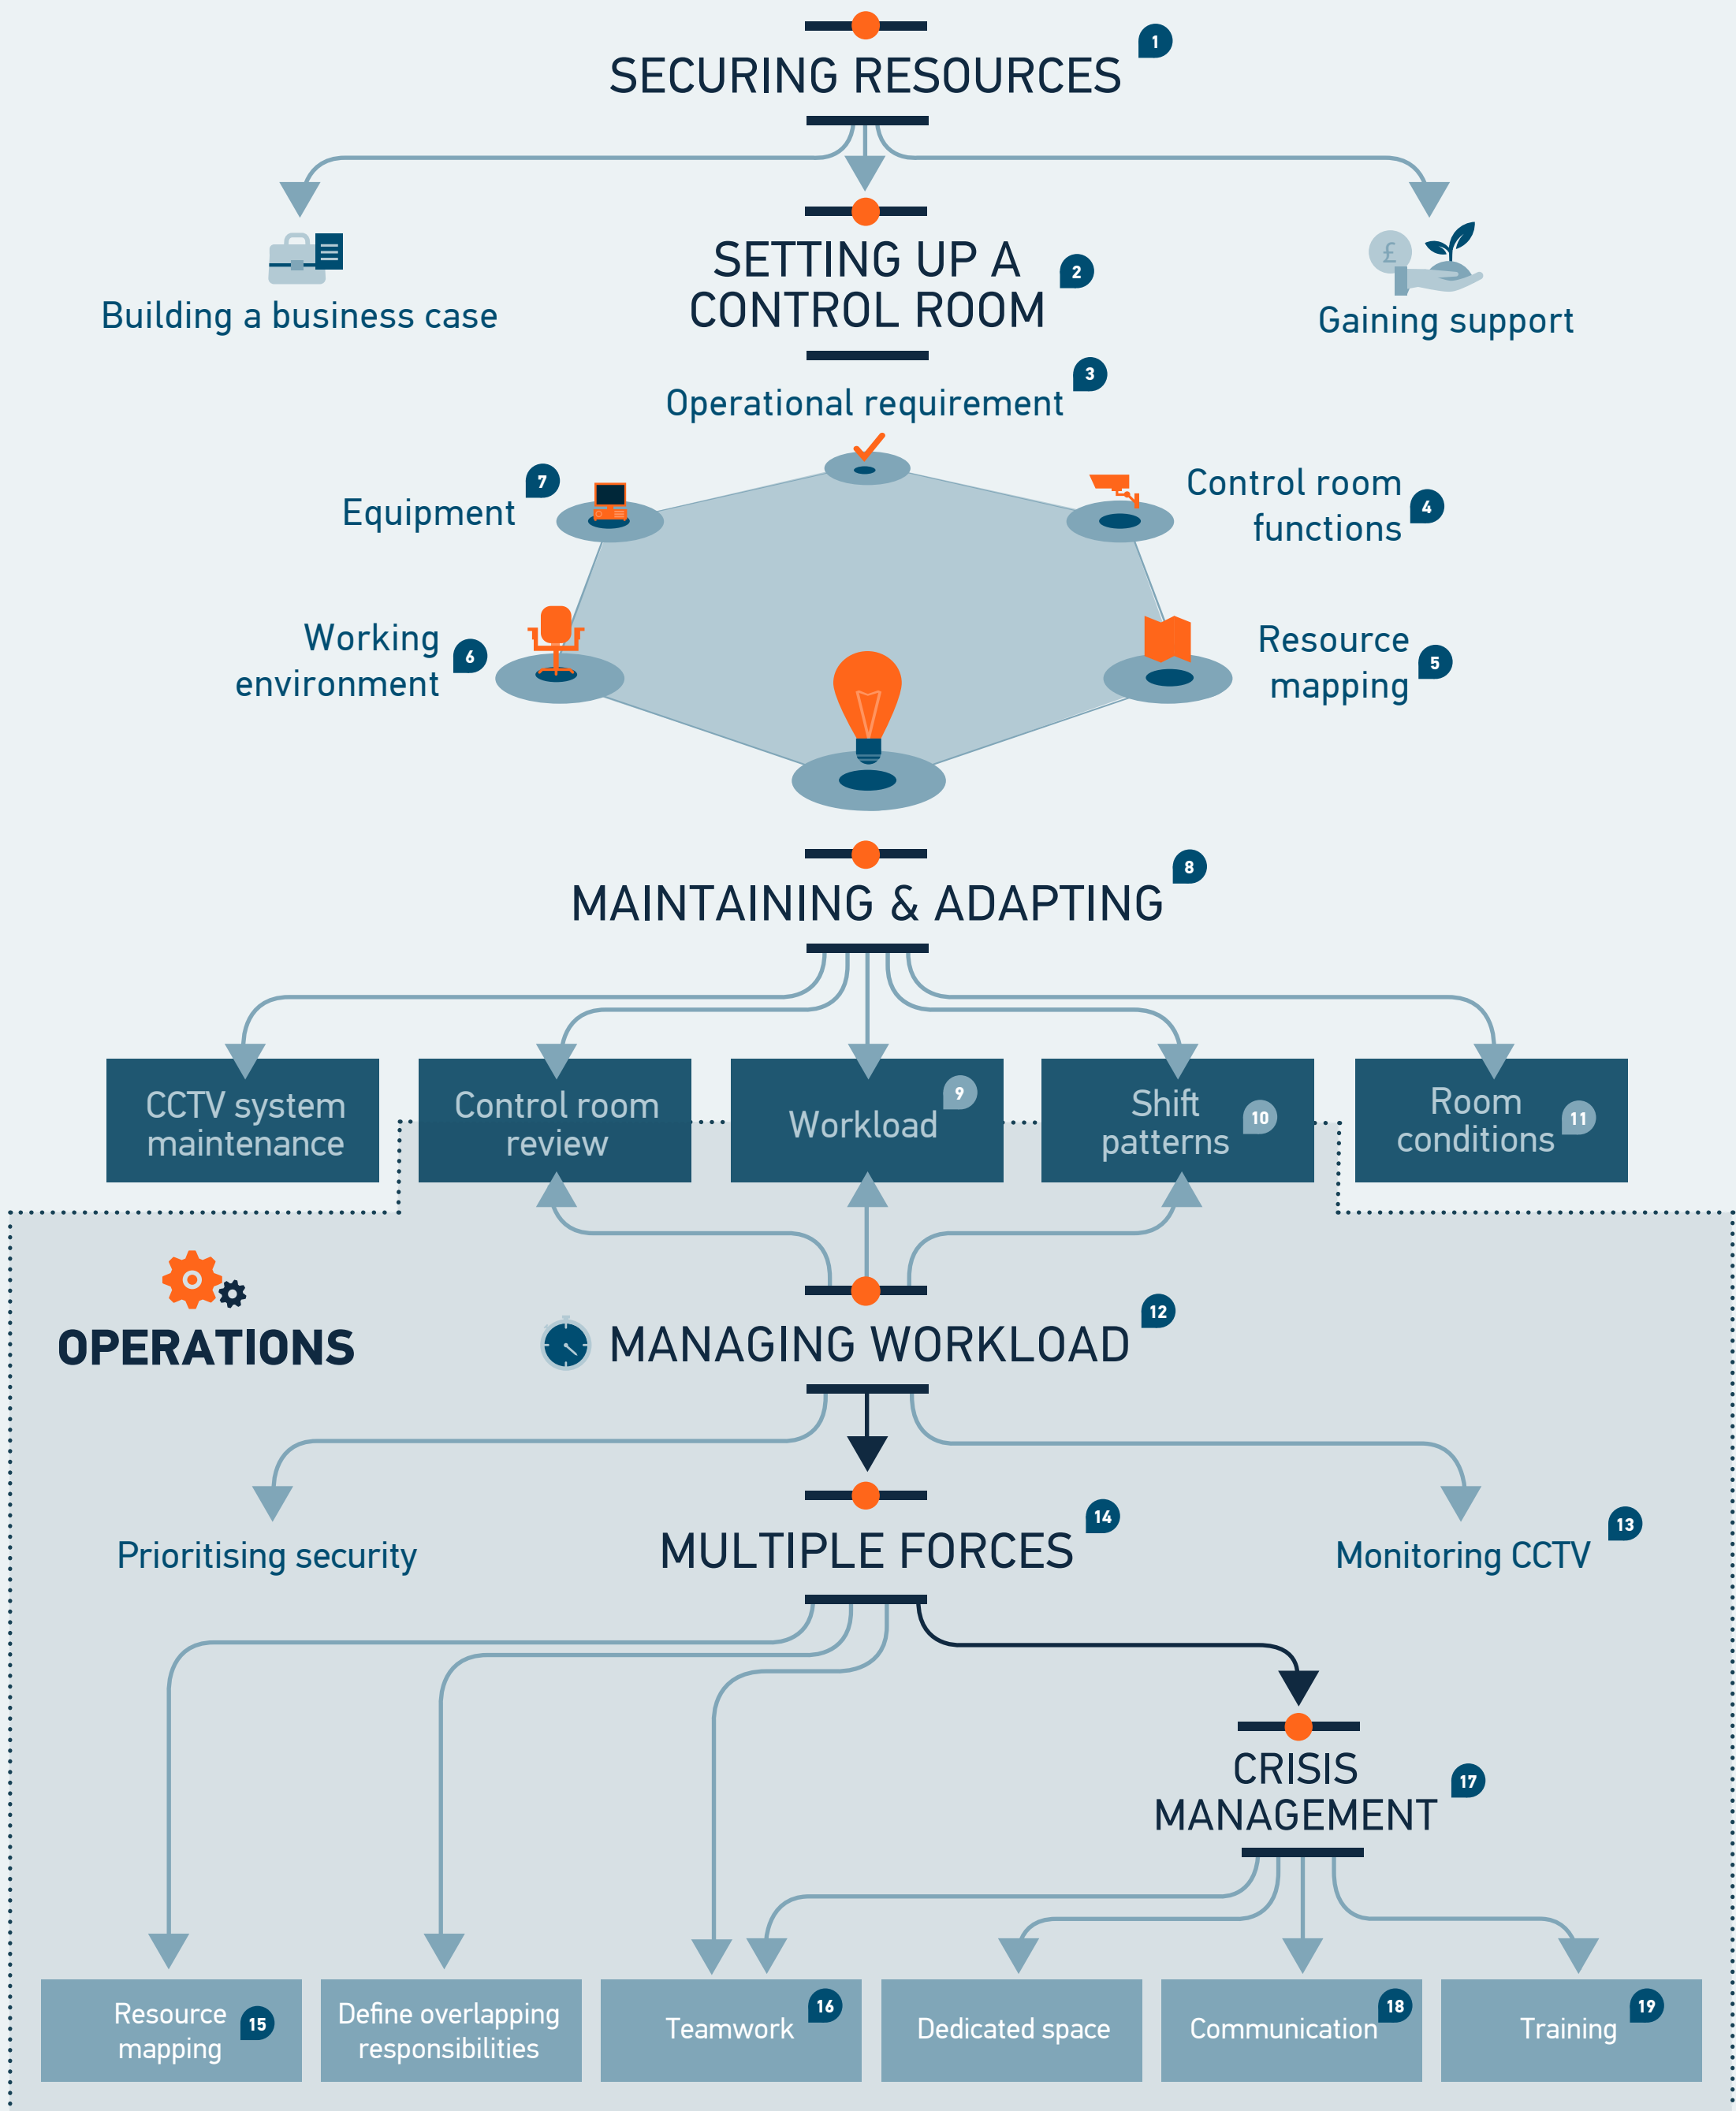 1
SECURING RESOURCES
Building a business case
SETTING UP A
CONTROL ROOM
2
£
Gaining support
3
Operational requirement
7
Equipment
Control room
functions
4
Working
environment
6
Resource
mapping
5
8
MAINTAINING & ADAPTING
CCTV system
maintenance
Control room
review
Workload
9
Shift
patterns
10
Room
conditions
11
OPERATIONS
MANAGING WORKLOAD
12
Prioritising security
MULTIPLE FORCES
14
Monitoring CCTV
13
CRISIS
MANAGEMENT
17
Resource
mapping
15
Define overlapping
responsibilities
Teamwork
16
Dedicated space
Communication
18
Training
19